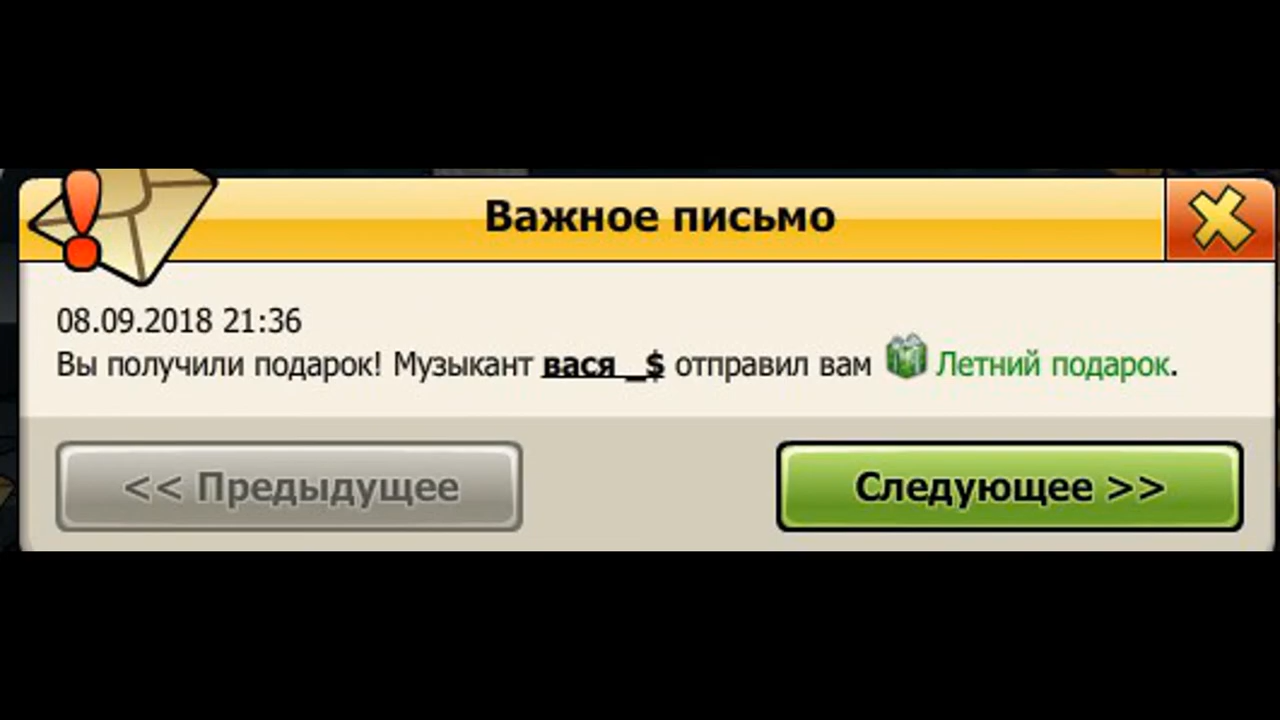 Важное письмо
08.09.2018 21:36
Вы получили подарок! Музыкант вася _$ отправил вам Летний подарок.
<< Предыдущее
Следующее >>